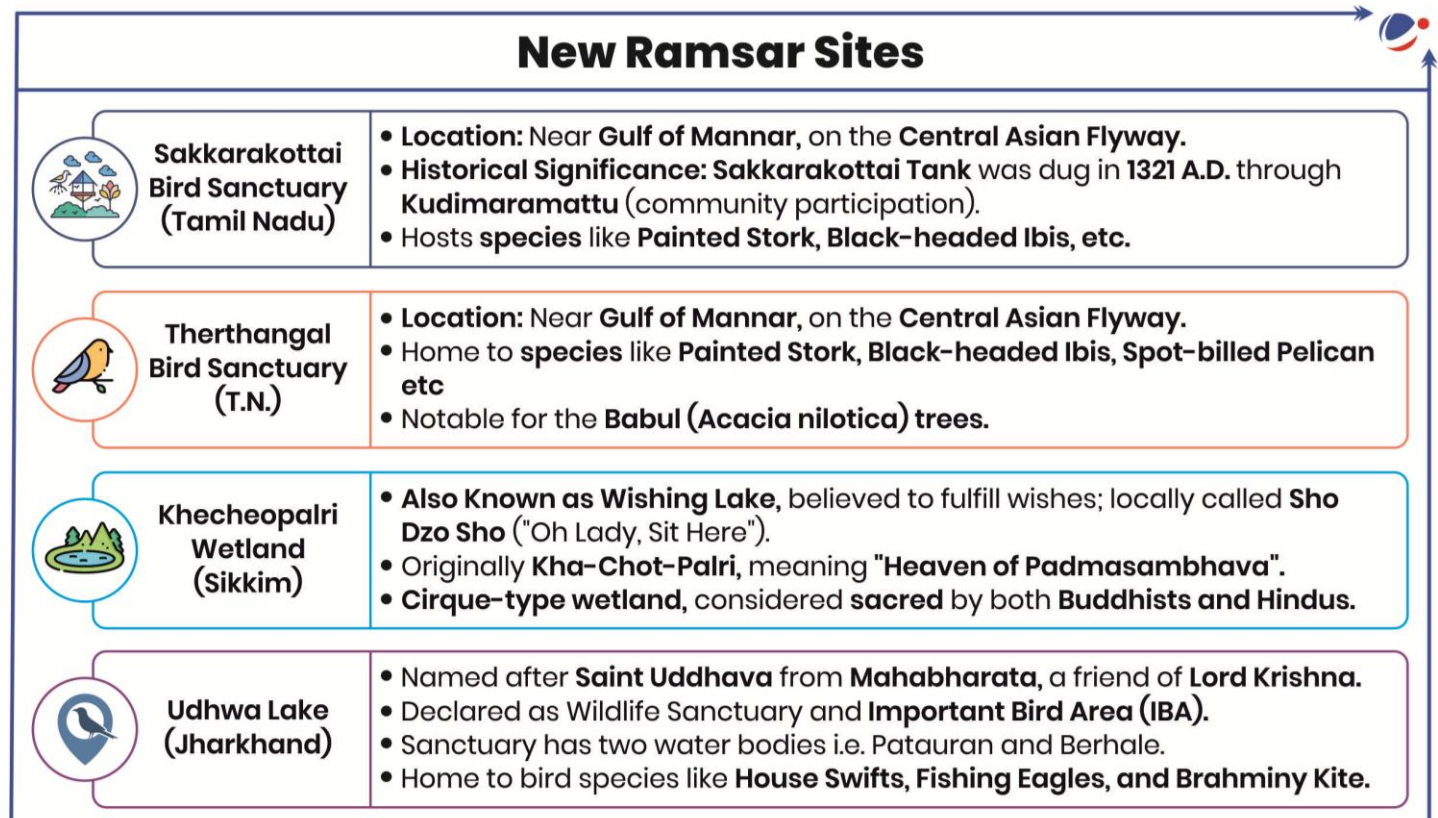 New Ramsar Sites
Sakkarakottai
Bird Sanctuary
(Tamil Nadu)
• Location: Near Gulf of Mannar, on the Central Asian Flyway.
• Historical Significance: Sakkarakottai Tank was dug in 1321 A.D. through
Kudimaramattu (community participation).
• Hosts species like Painted Stork, Black-headed Ibis, etc.
Therthangal
Bird Sanctuary
(T.N.)
• Location: Near Gulf of Mannar, on the Central Asian Flyway.
• Home to species like Painted Stork, Black-headed Ibis, Spot-billed Pelican
etc
• Notable for the Babul (Acacia nilotica) trees.
Khecheopalri
Wetland
(Sikkim)
• Also Known as Wishing Lake, believed to fulfill wishes; locally called Sho
Dzo Sho ("Oh Lady, Sit Here").
• Originally Kha-Chot-Palri, meaning "Heaven of Padmasambhava".
• Cirque-type wetland, considered sacred by both Buddhists and Hindus.
Udhwa Lake
(Jharkhand)
• Named after Saint Uddhava from Mahabharata, a friend of Lord Krishna.
• Declared as Wildlife Sanctuary and Important Bird Area (IBA).
• Sanctuary has two water bodies i.e. Patauran and Berhale.
• Home to bird species like House Swifts, Fishing Eagles, and Brahminy Kite.